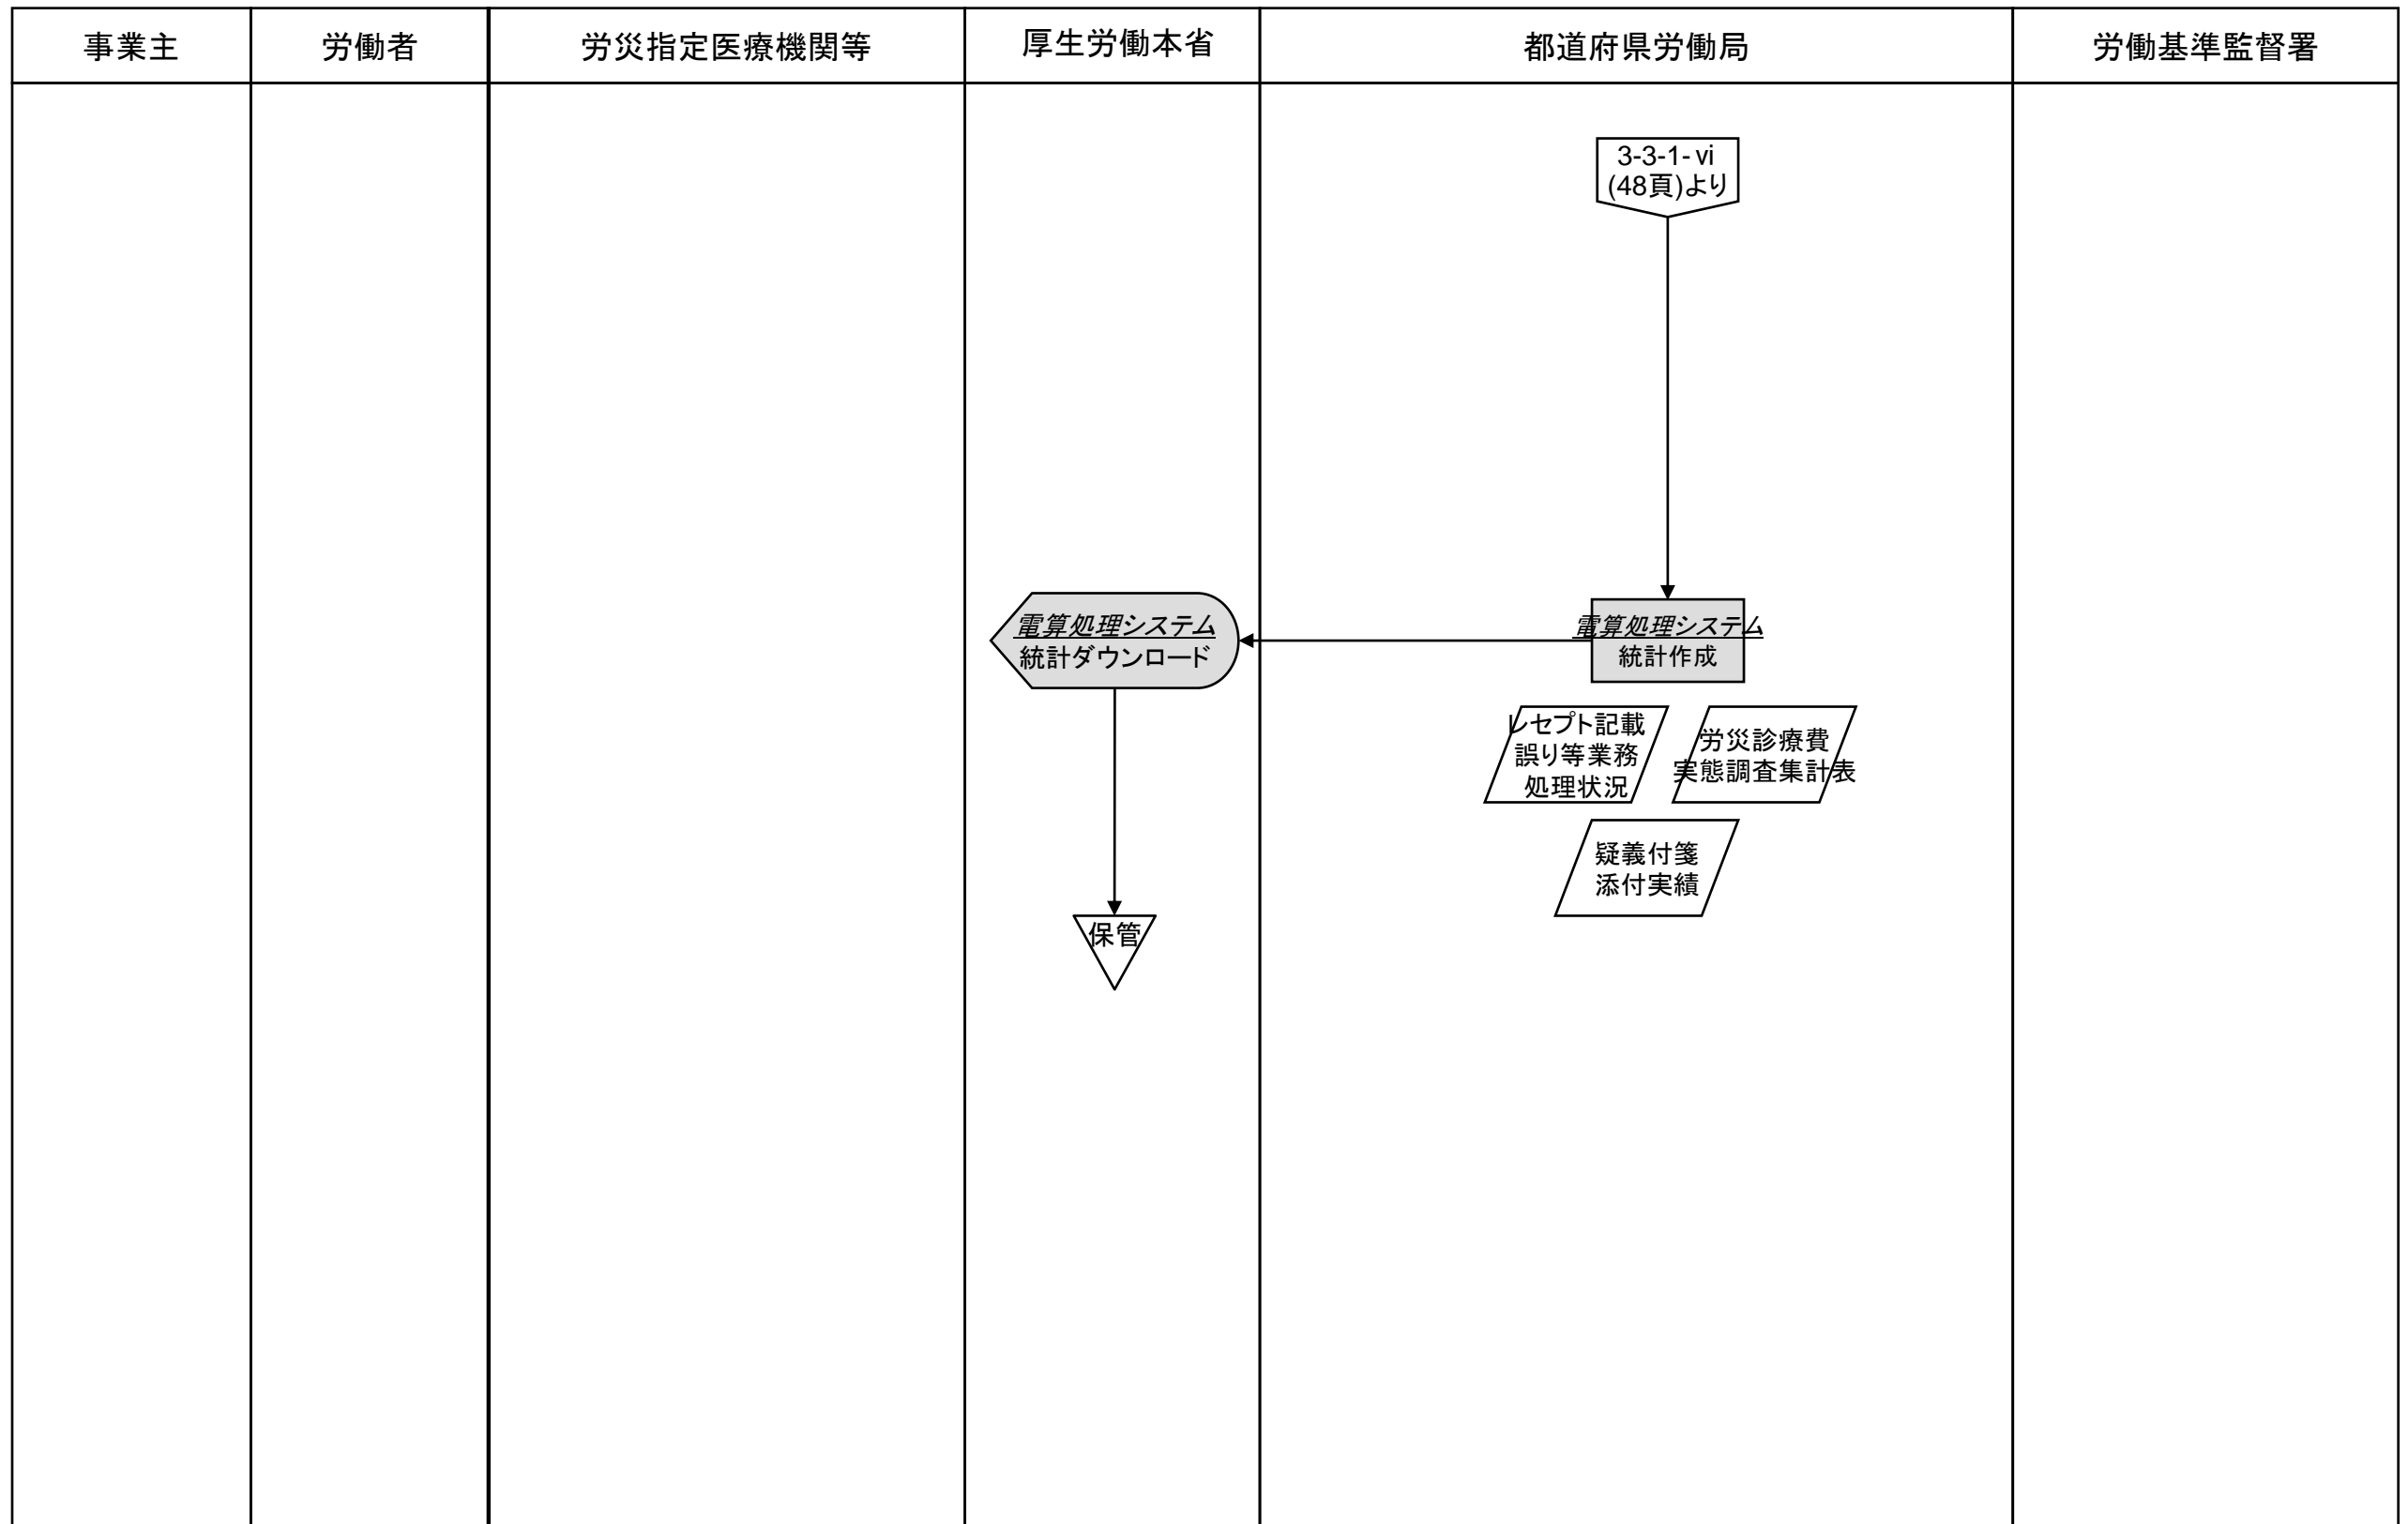 事業主
労働者
労災指定医療機関等
厚生労働本省
都道府県労働局
労働基準監督署
3-3-1-ⅵ
(48頁)より
電算処理システム
統計ダウンロード
電算処理システム
統計作成
レセプト記載
誤り等業務
処理状況
労災診療費
実態調査集計表
疑義付箋
添付実績
保管